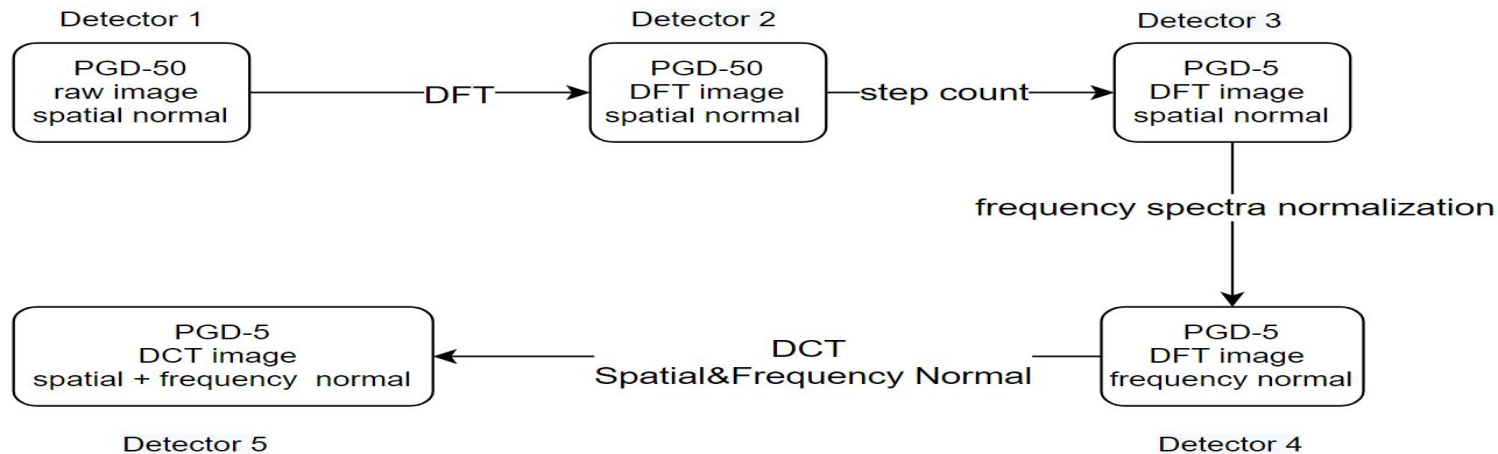 Detector 1
PGD-50
raw image
spatial normal
DFT
Detector 2
PGD-50
DFT image
spatial normal
step count
Detector 3
PGD-5
DFT image
spatial normal
frequency spectra normalization
PGD-5
DFT image
frequency normal
Detector 4
DCT
Spatial&Frequency Normal
PGD-5
DCT image
spatial + frequency normal
Detector 5